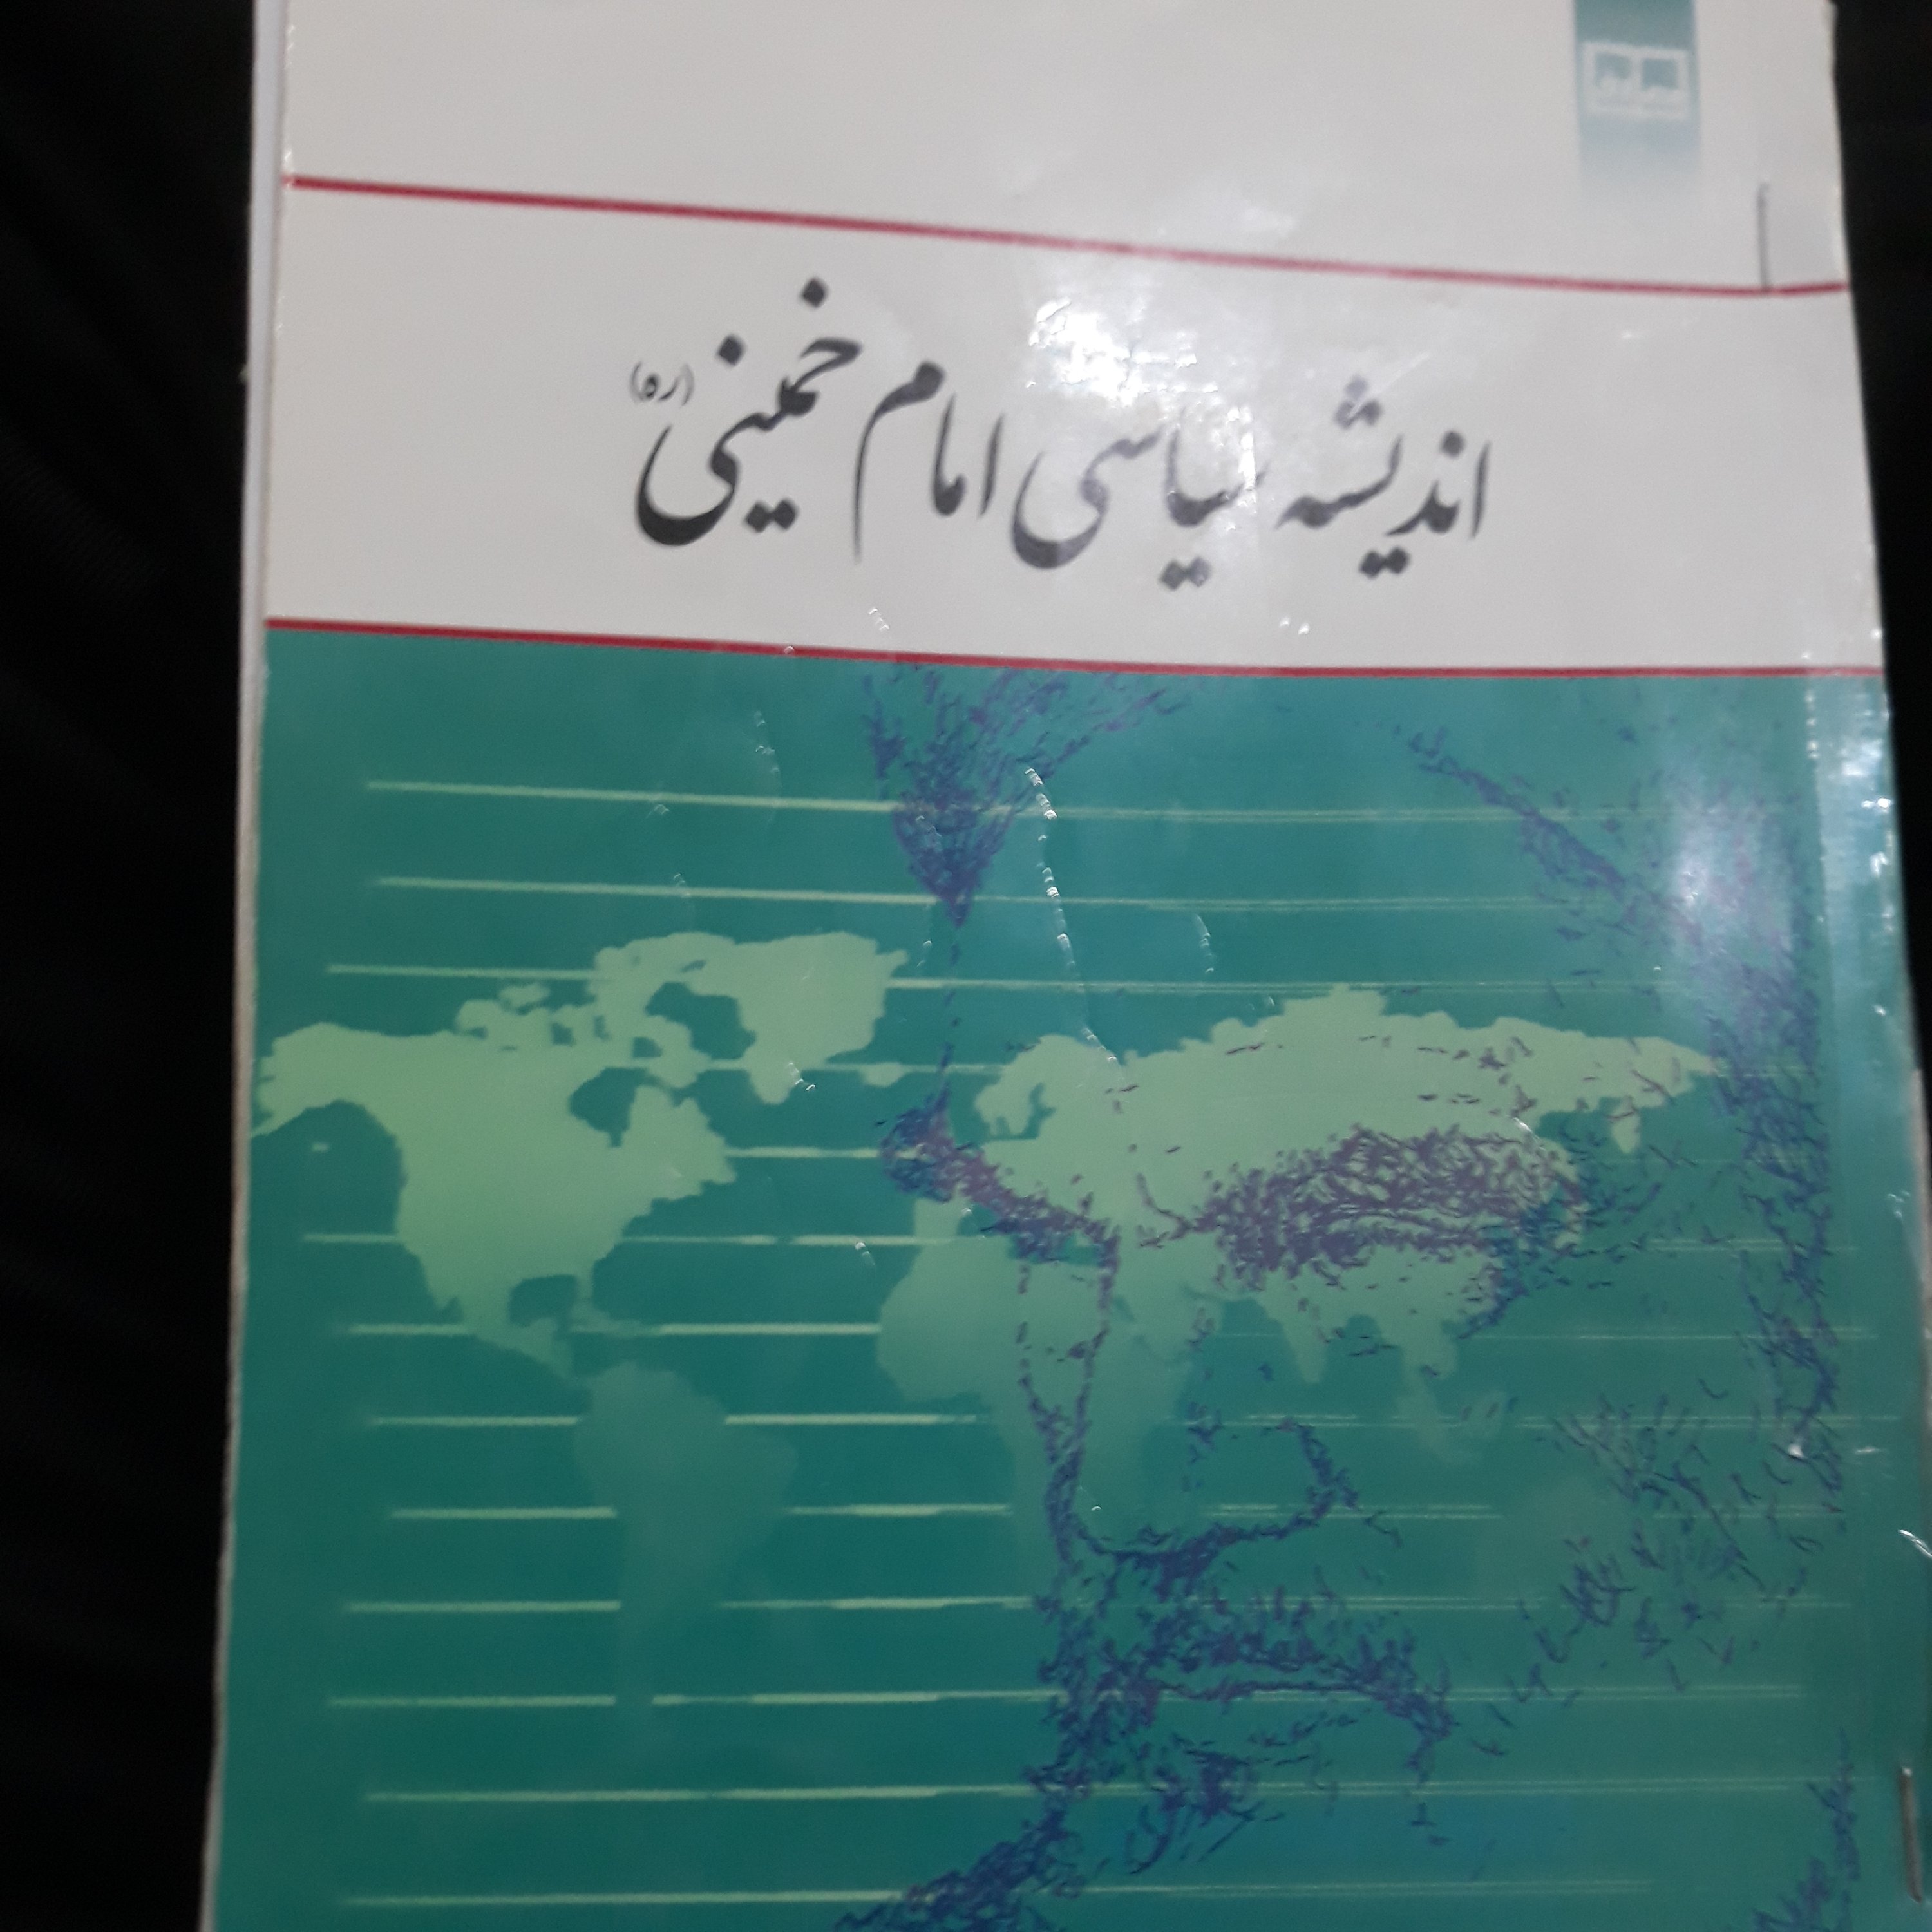 اندیشه سیاسی امام خمینی (ره)